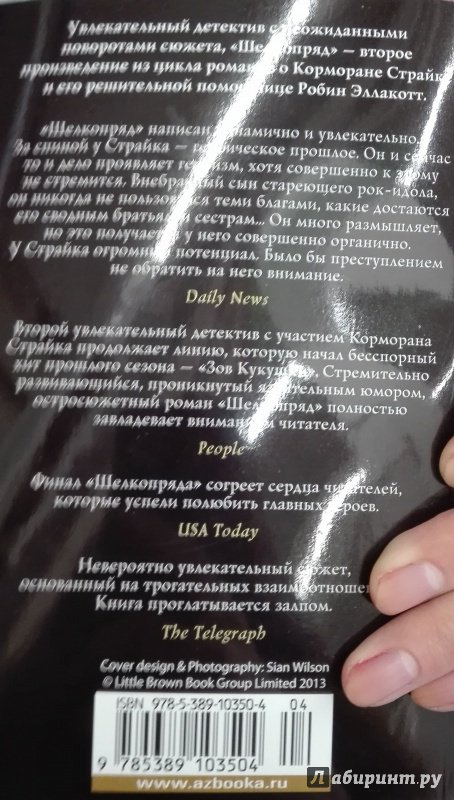 Увлекательный детектив с неожиданными
поворотами сюжета, «Шелкопряд» — второе
произведение из цикла о Корморане Страйке
и его решительной помощнице Робин Эллакотт.
«Шелкопряд» написан динамично и увлекательно.
За спиной у Страйка — героическое прошлое. Он и сейчас
то и дело проявляет героизм, хотя совершенно к этому
не стремится. Внебрачный сын стареющего рок-идола,
он никогда не пользовался теми благами, какие достаются
его сводным братьям и сестрам... Он много размышляет,
но это получается у него совершенно органично.
У Страйка огромный потенциал. Было бы преступлением
не обратить на него внимание.
Daily News
Второй увлекательный детектив с участием Корморана
Страйка продолжает линию, которую начал бесспорный
хит прошлого сезона — «Зов Кукушки». Стремительно
развивающийся, проникнутый язвительным юмором,
остросюжетный роман «Шелкопряд» полностью
завладевает вниманием читателя.
People
Финал «Шелкопряда» согреет сердца читателей,
которые успели полюбить главных героев.
USA Today
Невероятно увлекательный сюжет,
основанный на трогательных
Книга проглатывается залпом.
The Telegraph
Cover design & Photography: Sian Wilson
© Little Brown Book Group Limited 2013
ISBN 978-5-389-10350-4 04
9 785389 103504
www.azbooka.ru
Лабиринт.ру